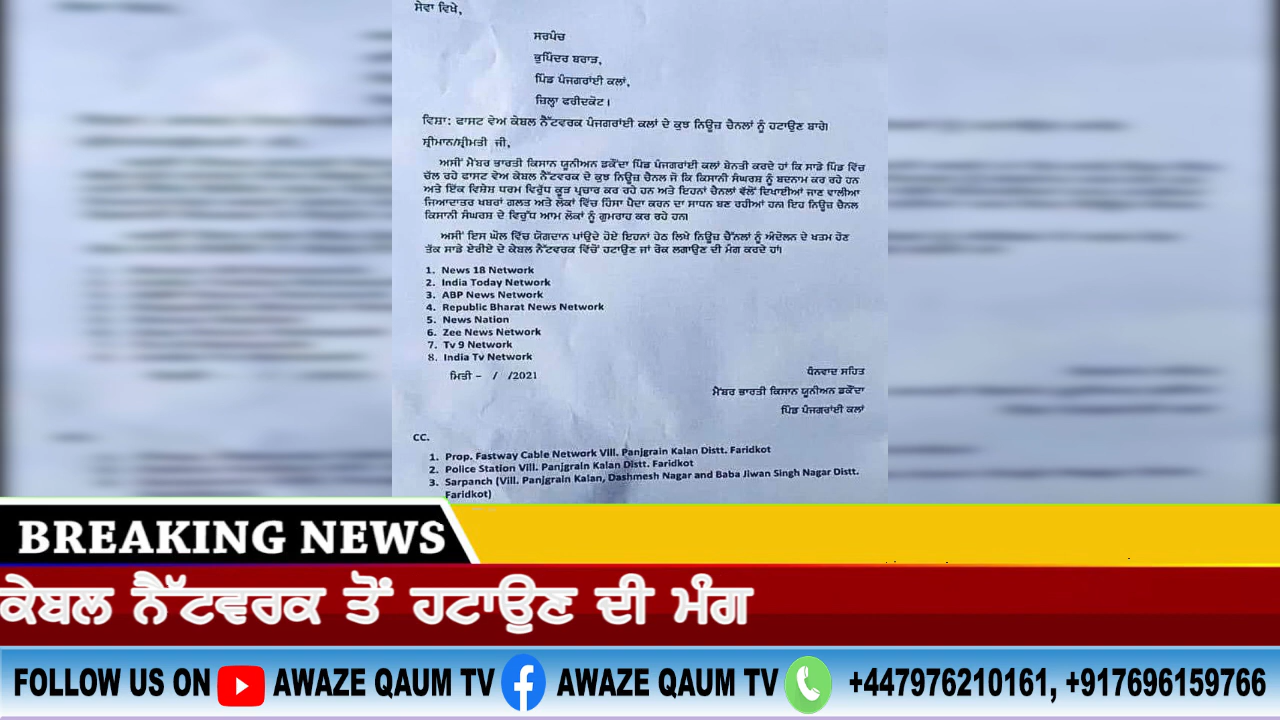 ਸੇਵਾ ਵਿਖੇ,
ਸਰਪੰਚ
ਭੁਪਿੰਦਰ ਬਰਾੜ,
ਪਿੰਡ ਪੰਜਗਰਾਂਈ ਕਲਾਂ,
ਜ਼ਿਲ੍ਹਾ ਫਰੀਦਕੋਟ।
ਵਿਸ਼ਾ: ਫਾਸਟ ਵੇਅ ਕੇਬਲ ਨੈੱਟਵਰਕ ਪੰਜਗਰਾਂਈ ਕਲਾਂ ਦੇ ਕੁਝ ਨਿਊਜ਼ ਚੈਨਲਾਂ ਨੂੰ ਹਟਾਉਣ ਬਾਰੇ।
ਸ਼੍ਰੀਮਾਨ/ਸ਼੍ਰੀਮਤੀ ਜੀ,
ਅਸੀਂ ਮੈਂਬਰ ਭਾਰਤੀ ਕਿਸਾਨ ਯੂਨੀਅਨ ਡਕੌਂਦਾ ਪਿੰਡ ਪੰਜਗਰਾਂਈ ਕਲਾਂ ਬੇਨਤੀ ਕਰਦੇ ਹਾਂ ਕਿ ਸਾਡੇ ਪਿੰਡ ਵਿੱਚ
ਚੱਲ ਰਹੇ ਫਾਸਟ ਵੇਅ ਕੇਬਲ ਨੈੱਟਵਰਕ ਦੇ ਕੁਝ ਨਿਊਜ਼ ਚੈਨਲ ਜੋ ਕਿ ਕਿਸਾਨੀ ਸੰਘਰਸ਼ ਨੂੰ ਬਦਨਾਮ ਕਰ ਰਹੇ ਹਨ
ਅਤੇ ਇੱਕ ਵਿਸ਼ੇਸ਼ ਧਰਮ ਵਿਰੁੱਧ ਕੂੜ ਪ੍ਰਚਾਰ ਕਰ ਰਹੇ ਹਨ ਅਤੇ ਇਹਨਾਂ ਚੈਨਲਾਂ ਵੱਲੋਂ ਦਿਖਾਈਆਂ ਜਾਣ ਵਾਲੀਆ
ਜਿਆਦਾਤਰ ਖਬਰਾਂ ਗਲਤ ਅਤੇ ਲੋਕਾਂ ਵਿੱਚ ਹਿੰਸਾ ਪੈਦਾ ਕਰਨ ਦਾ ਸਾਧਨ ਬਣ ਰਹੀਆਂ ਹਨ। ਇਹ ਨਿਊਜ਼ ਚੈਨਲ
ਕਿਸਾਨੀ ਸੰਘਰਸ਼ ਦੇ ਵਿਰੁੱਧ ਆਮ ਲੋਕਾਂ ਨੂੰ ਗੁਮਰਾਹ ਕਰ ਰਹੇ ਹਨ।
ਅਸੀਂ ਇਸ ਘੋਲ ਵਿੱਚ ਯੋਗਦਾਨ ਪਾਂਉਦੇ ਹੋਏ ਇਹਨਾਂ ਹੇਠ ਲਿਖੇ ਨਿਊਜ਼ ਚੈੱਨਲਾਂ ਨੂੰ ਅੰਦੋਲਨ ਦੇ ਖਤਮ ਹੋਣ
ਤੱਕ ਸਾਡੇ ਏਰੀਏ ਦੇ ਕੇਬਲ ਨੈੱਟਵਰਕ ਵਿੱਚੋਂ ਹਟਾਉਣ ਜਾਂ ਰੋਕ ਲਗਾਉਣ ਦੀ ਮੰਗ ਕਰਦੇ ਹਾਂ।
1. News 18 Network
2. India Today Network
3. ABP News Network
4. Republic Bharat News Network
5. News Nation
6. Zee News Network
7. Tv 9 Network
8. India Tv Network
ਮਿਤੀ – / /2021
ਧੰਨਵਾਦ ਸਹਿਤ
ਮੈਂਬਰ ਭਾਰਤੀ ਕਿਸਾਨ ਯੂਨੀਅਨ ਡਕੌਂਦਾ
ਪਿੰਡ ਪੰਜਗਰਾਂਈ ਕਲਾਂ
CC.
1. Prop. Fastway Cable Network Vill. Panjgrain Kalan Distt. Faridkot
2. Police Station Vill. Panjgrain Kalan Distt. Faridkot
3. Sarpanch (Vill. Panjgrain Kalan, Dashmesh Nagar and Baba Jiwan Singh Nagar Distt.
Faridkot)
BREAKING NEWS
ਕੇਬਲ ਨੈੱਟਵਰਕ ਤੋਂ ਹਟਾਉਣ ਦੀ ਮੰਗ
FOLLOW US ON AWAZE QAUM TV AWAZE QAUM TV +447976210161, +917696159766